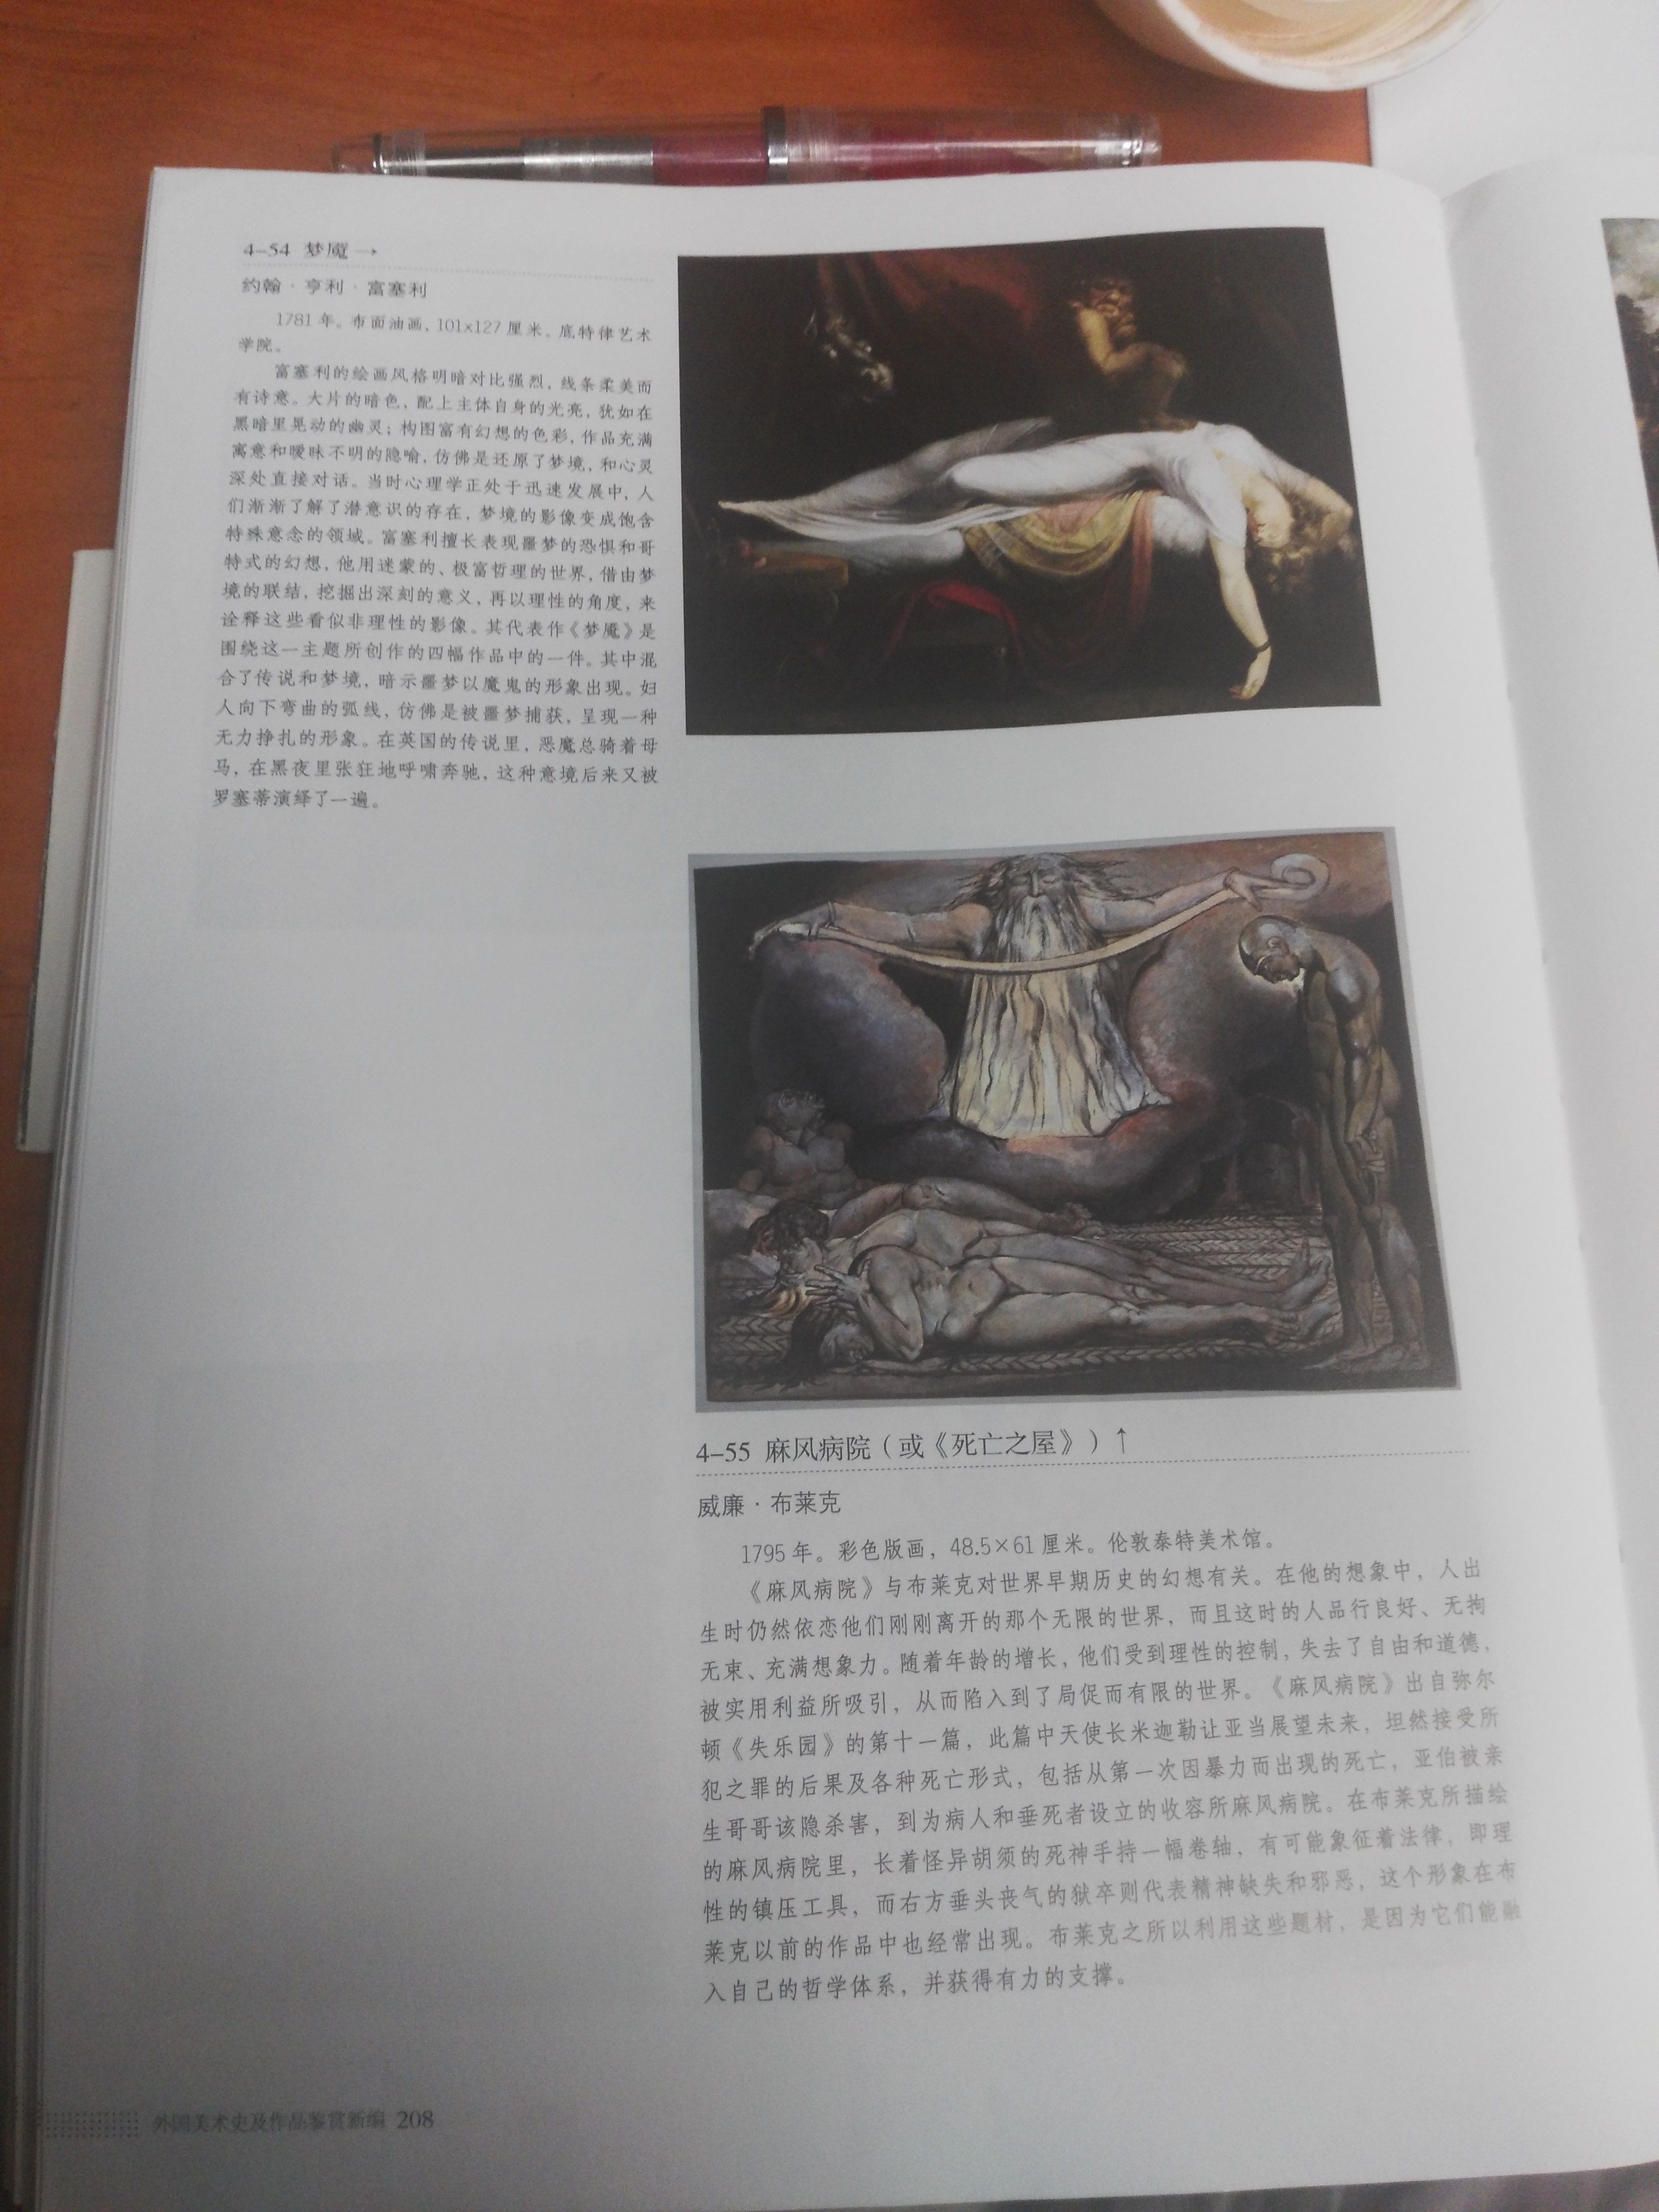 4-54 梦魇→
约翰·亨利·富塞利
1781年。布面油画，101x127厘米。底特律艺术
学院。
富塞利的绘画风格明暗对比强烈，线条柔美而
有诗意。大片的暗色，配上主体自身的光亮，犹如在
黑暗里晃动的幽灵；构图富有幻想的色彩，作品充满
寓意和暧昧不明的隐喻，仿佛是还原了梦境，和心灵
深处直接对话。当时心理学正处于迅速发展中，人
们渐渐了解了潜意识的存在，梦境的影像变成饱含
特殊意念的领域。富塞利擅长表现噩梦的恐惧和哥
特式的幻想，他用迷蒙的、极富哲理的世界，借由梦
境的联结，挖掘出深刻的意义，再以理性的角度，来
诠释这些看似非理性的影像。其代表作《梦魇》是
围绕这一主题所创作的四幅作品中的一件。其中混
合了传说和梦境，暗示噩梦以魔鬼的形象出现。妇
人向下弯曲的弧线，仿佛是被噩梦捕获，呈现一种
无力挣扎的形象。在英国的传说里，恶魔总骑着母
马，在黑夜里张狂地呼啸奔驰，这种意境后来又被
罗塞蒂演绎了一遍。
4-55 麻风病院（或《死亡之屋》）↑
威廉·布莱克
1795年。彩色版画，48.5×61厘米。伦敦泰特美术馆。
《麻风病院》与布莱克对世界早期历史的幻想有关。在他的想象中，人出
生时仍然依恋他们刚刚离开的那个无限的世界，而且这时的人品行良好、无拘
无束、充满想象力。随着年龄的增长，他们受到理性的控制，失去了自由和道德，
被实用利益所吸引，从而陷入到了局促而有限的世界。《麻风病院》出自弥尔
顿《失乐园》的第十一篇，此篇中天使长米迦勒让亚当展望未来，坦然接受所
犯之罪的后果及各种死亡形式，包括从第一次因暴力而出现的死亡，亚伯被亲
生哥哥该隐杀害，到为病人和垂死者设立的收容所麻风病院。在布莱克所描绘
的麻风病院里，长着怪异胡须的死神手持一幅卷轴，有可能象征着法律，即理
性的镇压工具，而右方垂头丧气的狱卒则代表精神缺失和邪恶，这个形象在布
莱克以前的作品中也经常出现。布莱克之所以利用这些题材，是因为它们能融
入自己的哲学体系，并获得有力的支撑。
外国美术史及作品鉴赏新编 208